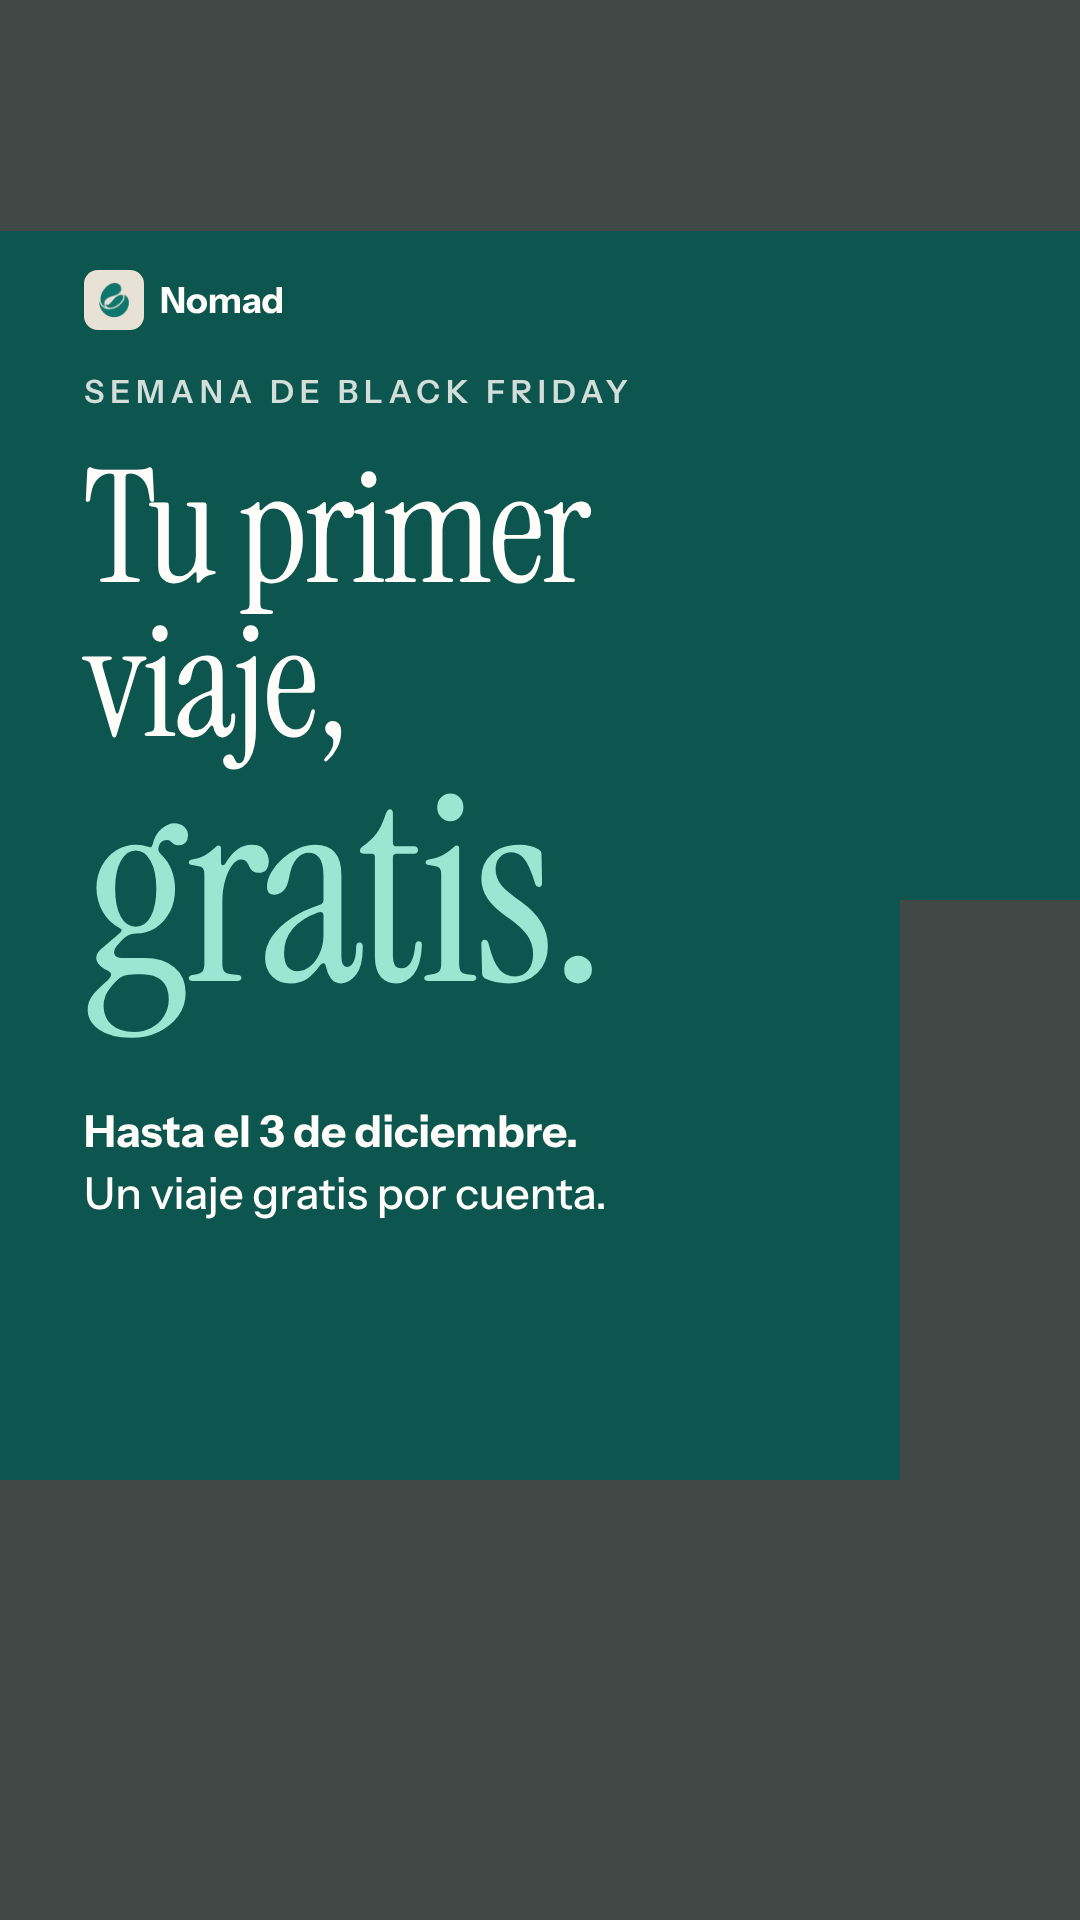 Nomad
SEMANA DE BLACK FRIDAY
Tu primer
viaje,
gratis.
Hasta el 3 de diciembre.
Un viaje gratis por cuenta.